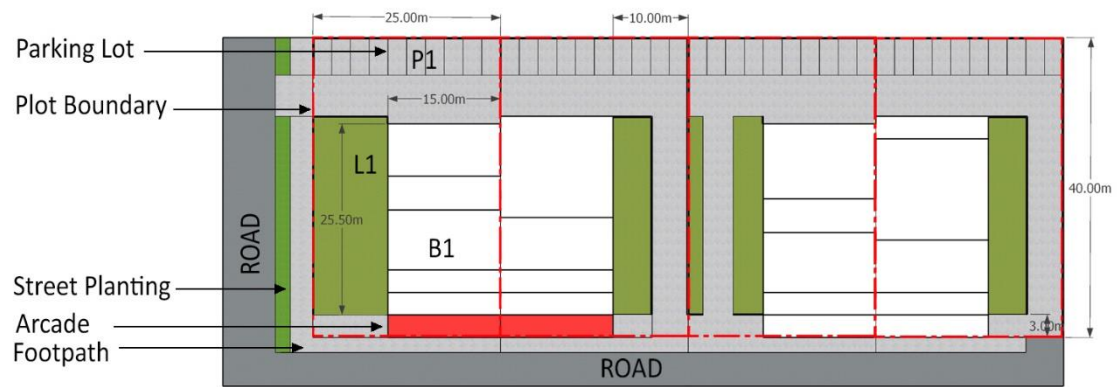 25.00m
10.00m
Parking Lot
P1
Plot Boundary
15.00m
L1
25.50m
40.00m
ROAD
B1
Street Planting
Arcade
3.00m
Footpath
ROAD